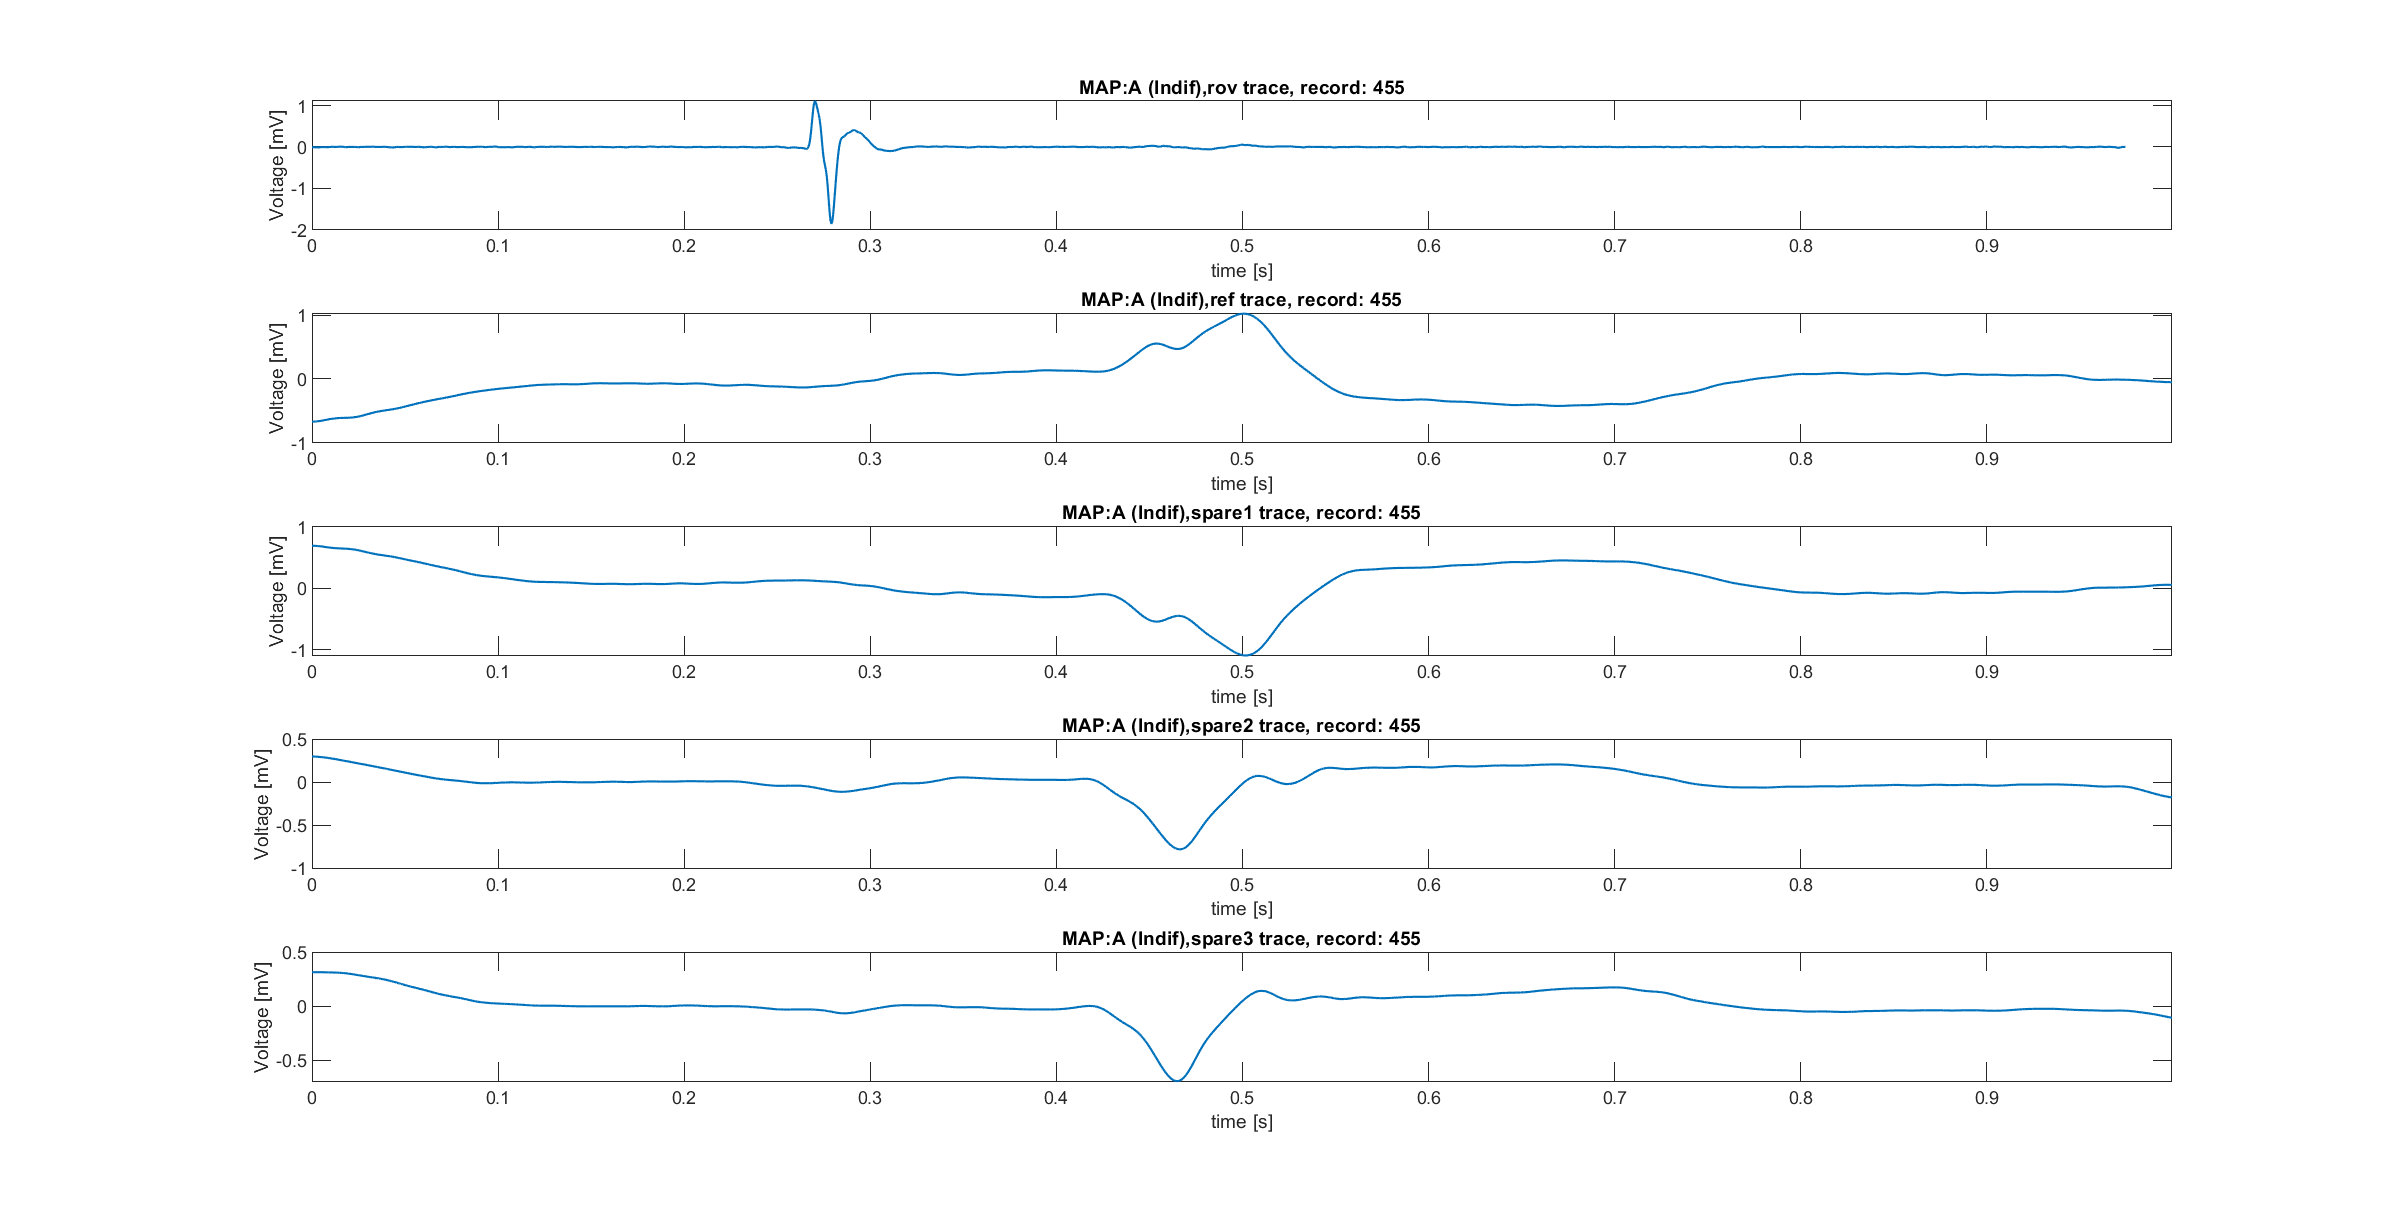 MAP:A (Indif),rov trace, record: 455
Voltage [mV]
1
0
-1
-2
0 0.1 0.2 0.3 0.4 0.5 0.6 0.7 0.8 0.9
time [s]
MAP:A (Indif),ref trace, record: 455
Voltage [mV]
1
0
-1
0 0.1 0.2 0.3 0.4 0.5 0.6 0.7 0.8 0.9
time [s]
MAP:A (Indif),spare1 trace, record: 455
Voltage [mV]
1
0
-1
0 0.1 0.2 0.3 0.4 0.5 0.6 0.7 0.8 0.9
time [s]
MAP:A (Indif),spare2 trace, record: 455
Voltage [mV]
0.5
0
-0.5
-1
0 0.1 0.2 0.3 0.4 0.5 0.6 0.7 0.8 0.9
time [s]
MAP:A (Indif),spare3 trace, record: 455
Voltage [mV]
0.5
0
-0.5
0 0.1 0.2 0.3 0.4 0.5 0.6 0.7 0.8 0.9
time [s]